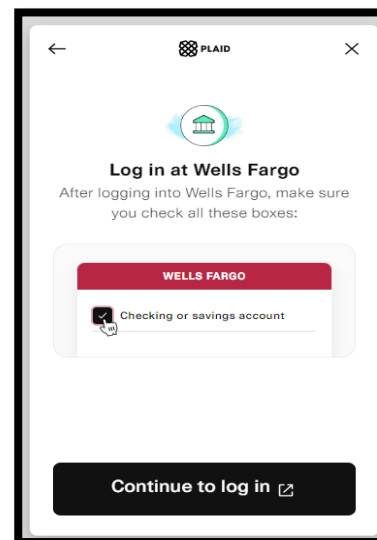 PLAID
Log in at Wells Fargo
After logging into Wells Fargo, make sure
you check all these boxes:
WELLS FARGO
Checking or savings account
Continue to log in